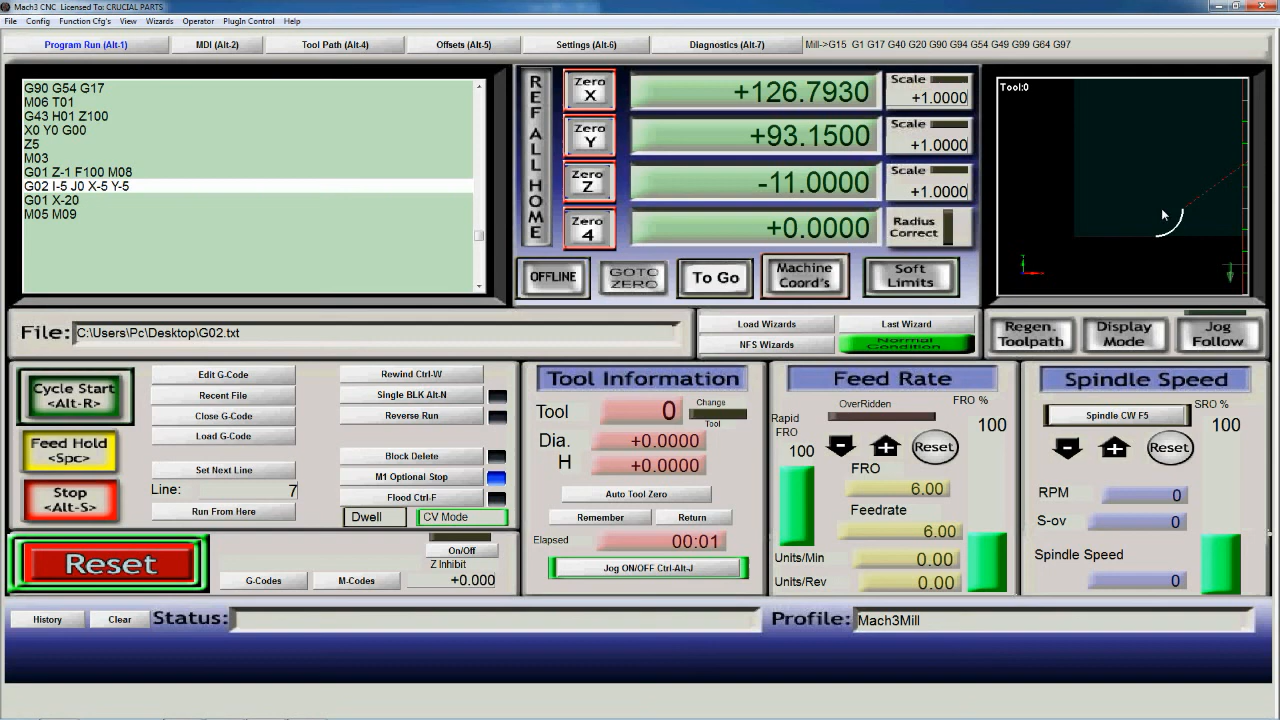 Mach3 CNC Licensed To: CRUCIAL PARTS
File Config Function Cfg's View Wizards Operator PlugIn Control Help
Program Run (Alt-1) MDI (Alt-2) Tool Path (Alt-4) Offsets (Alt-5) Settings (Alt-6) Diagnostics (Alt-7) Mill->G15 G1 G17 G40 G20 G90 G94 G54 G49 G99 G64 G97
G90 G54 G17
M06 T01
G43 H01 Z100
X0 Y0 G00
Z5
M03
G01 Z-1 F100 M08
G02 I-5 J0 X-5 Y-5
G01 X-20
M05 M09
REF ALL HOME
Zero X +126.7930 Scale +1.0000
Zero Y +93.1500 Scale +1.0000
Zero Z -11.0000 Scale +1.0000
Zero 4 +0.0000 Radius Correct
OFFLINE GOTO ZERO To Go Machine Coord's Soft Limits
Tool:0
File: C:\Users\Pc\Desktop\G02.txt
Load Wizards Last Wizard
NFS Wizards Normal Condition
Regen. Toolpath Display Mode Jog Follow
Cycle Start <Alt-R>
Feed Hold <Spc>
Stop <Alt-S>
Edit G-Code
Recent File
Close G-Code
Load G-Code
Set Next Line
Line: 7
Run From Here
Rewind Ctrl-W
Single BLK Alt-N
Reverse Run
Block Delete
M1 Optional Stop
Flood Ctrl-F
Dwell CV Mode
Reset
On/Off
Z Inhibit
+0.000
G-Codes M-Codes
Tool Information
Tool 0 Change Tool
Dia. +0.0000
H +0.0000
Auto Tool Zero
Remember Return
Elapsed 00:01
Jog ON/OFF Ctrl-Alt-J
Feed Rate
OverRidden FRO %
Rapid FRO 100 100
Reset
FRO
6.00
Feedrate
6.00
Units/Min 0.00
Units/Rev 0.00
Spindle Speed
Spindle CW F5 SRO %
100
Reset
RPM 0
S-ov 0
Spindle Speed
0
History Clear Status: Profile: Mach3Mill